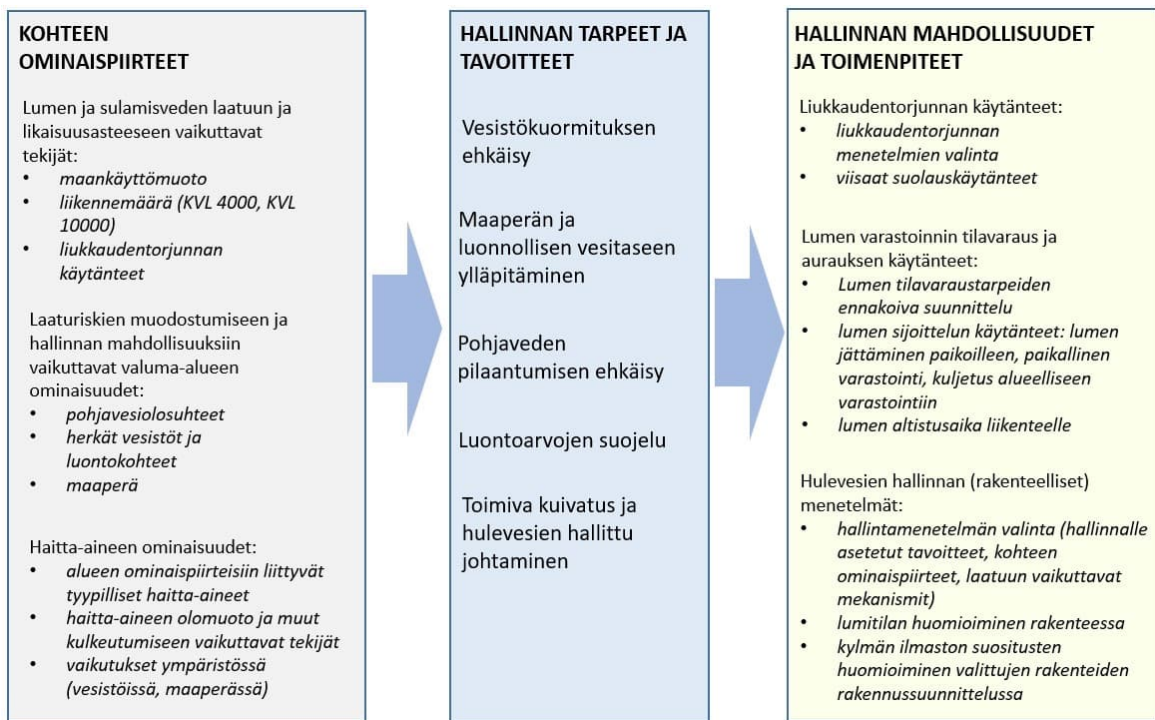 KOHTEEN
OMINAISPIIRTEET
Lumen ja sulamisveden laatuun ja
likaisuusasteeseen vaikuttavat
tekijät:
• maankäyttömuoto
• liikennemäärä (KVL 4000, KVL
10000)
• liukkaudentorjunnan
käytänteet
Laaturiskien muodostumiseen ja
hallinnan mahdollisuuksiin
vaikuttavat valuma-alueen
ominaisuudet:
• pohjavesiolosuhteet
• herkät vesistöt ja
luontokohteet
• maaperä
Haitta-aineen ominaisuudet:
• alueen ominaispiirteisiin liittyvät
tyypilliset haitta-aineet
• haitta-aineen olomuoto ja muut
kulkeutumiseen vaikuttavat tekijät
• vaikutukset ympäristössä
(vesistöissä, maaperässä)
HALLINNAN TARPEET JA
TAVOITTEET
Vesistökuormituksen
ehkäisy
Maaperän ja
luonnollisen vesitaseen
ylläpitäminen
Pohjaveden
pilaantumisen ehkäisy
Luontoarvojen suojelu
Toimiva kuivatus ja
hulevesien hallittu
johtaminen
HALLINNAN MAHDOLLISUUDET
JA TOIMENPITEET
Liukkaudentorjunnan käytänteet:
• liukkaudentorjunnan
menetelmien valinta
• viisaat suolauskäytänteet
Lumen varastoinnin tilavaraus ja
aurauksen käytänteet:
• Lumen tilavaraustarpeiden
ennakoiva suunnittelu
• lumen sijoittelun käytänteet: lumen
jättäminen paikoilleen, paikallinen
varastointi, kuljetus alueelliseen
varastointiin
• lumen altistusaika liikenteelle
Hulevesien hallinnan (rakenteelliset)
menetelmät:
• hallintamenetelmän valinta (hallinnalle
asetetut tavoitteet, kohteen
ominaispiirteet, laatuun vaikuttavat
mekanismit)
• lumitilan huomioiminen rakenteessa
• kylmän ilmaston suositusten
huomioiminen valittujen rakenteiden
rakennussuunnittelussa